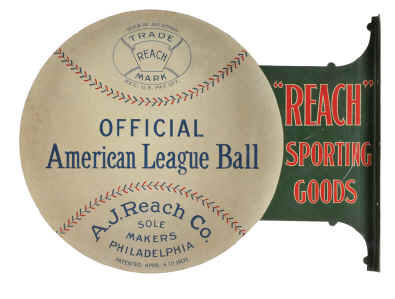 TRADE
REACH
MARK
REG. U.S. PAT. OFF.
OFFICIAL
American League Ball
A.J. Reach Co.
SOLE
MAKERS
PHILADELPHIA
"REACH"
SPORTING
GOODS